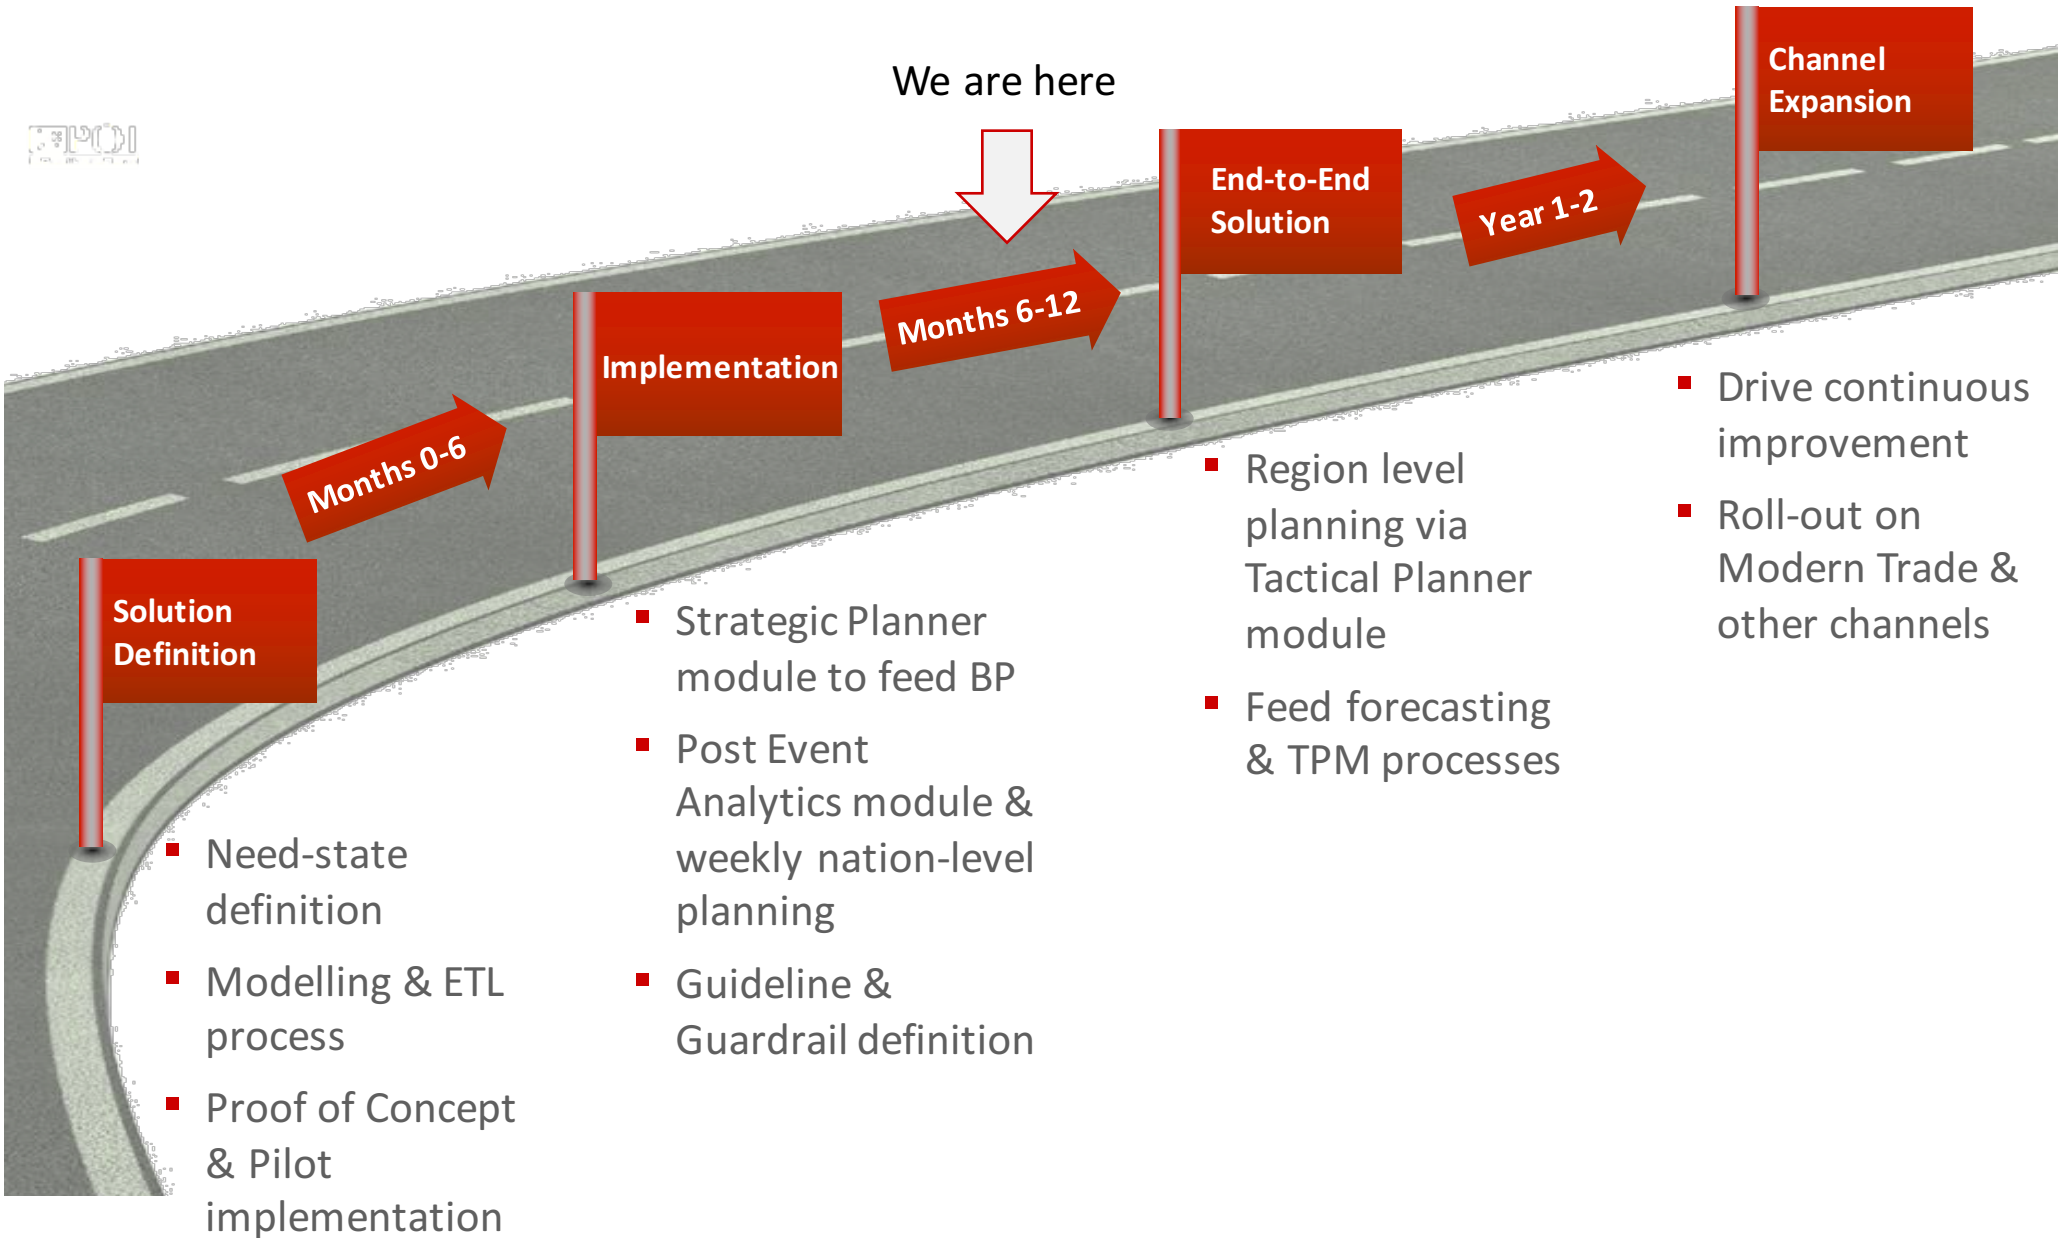 We are here
Channel
Expansion
End-to-End
Solution
Year 1-2
Months 6-12
Implementation
Months 0-6
Solution
Definition
Need-state
definition
Modelling & ETL
process
Proof of Concept
& Pilot
implementation
Strategic Planner
module to feed BP
Post Event
Analytics module &
weekly nation-level
planning
Guideline &
Guardrail definition
Region level
planning via
Tactical Planner
module
Feed forecasting
& TPM processes
Drive continuous
improvement
Roll-out on
Modern Trade &
other channels